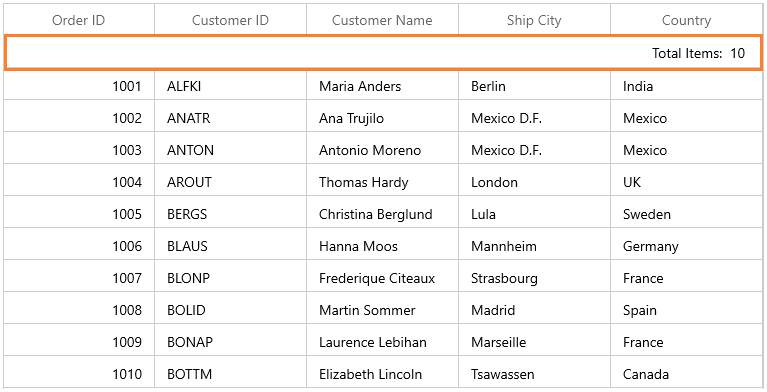 Order ID Customer ID Customer Name Ship City Country
Total Items: 10
1001 ALFKI Maria Anders Berlin India
1002 ANATR Ana Trujilo Mexico D.F. Mexico
1003 ANTON Antonio Moreno Mexico D.F. Mexico
1004 AROUT Thomas Hardy London UK
1005 BERGS Christina Berglund Lula Sweden
1006 BLAUS Hanna Moos Mannheim Germany
1007 BLONP Frederique Citeaux Strasbourg France
1008 BOLID Martin Sommer Madrid Spain
1009 BONAP Laurence Lebihan Marseille France
1010 BOTTM Elizabeth Lincoln Tsawassen Canada